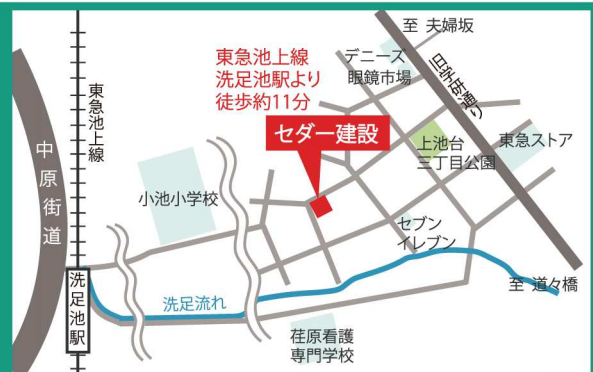 至 夫婦坂
デニーズ
眼鏡市場
旧学研通り
東急池上線
洗足池駅より
徒歩約11分
セダー建設
東急池上線
中原街道
上池台
三丁目公園
東急ストア
小池小学校
セブン
イレブン
洗足池駅
洗足流れ
至 道々橋
荏原看護
専門学校